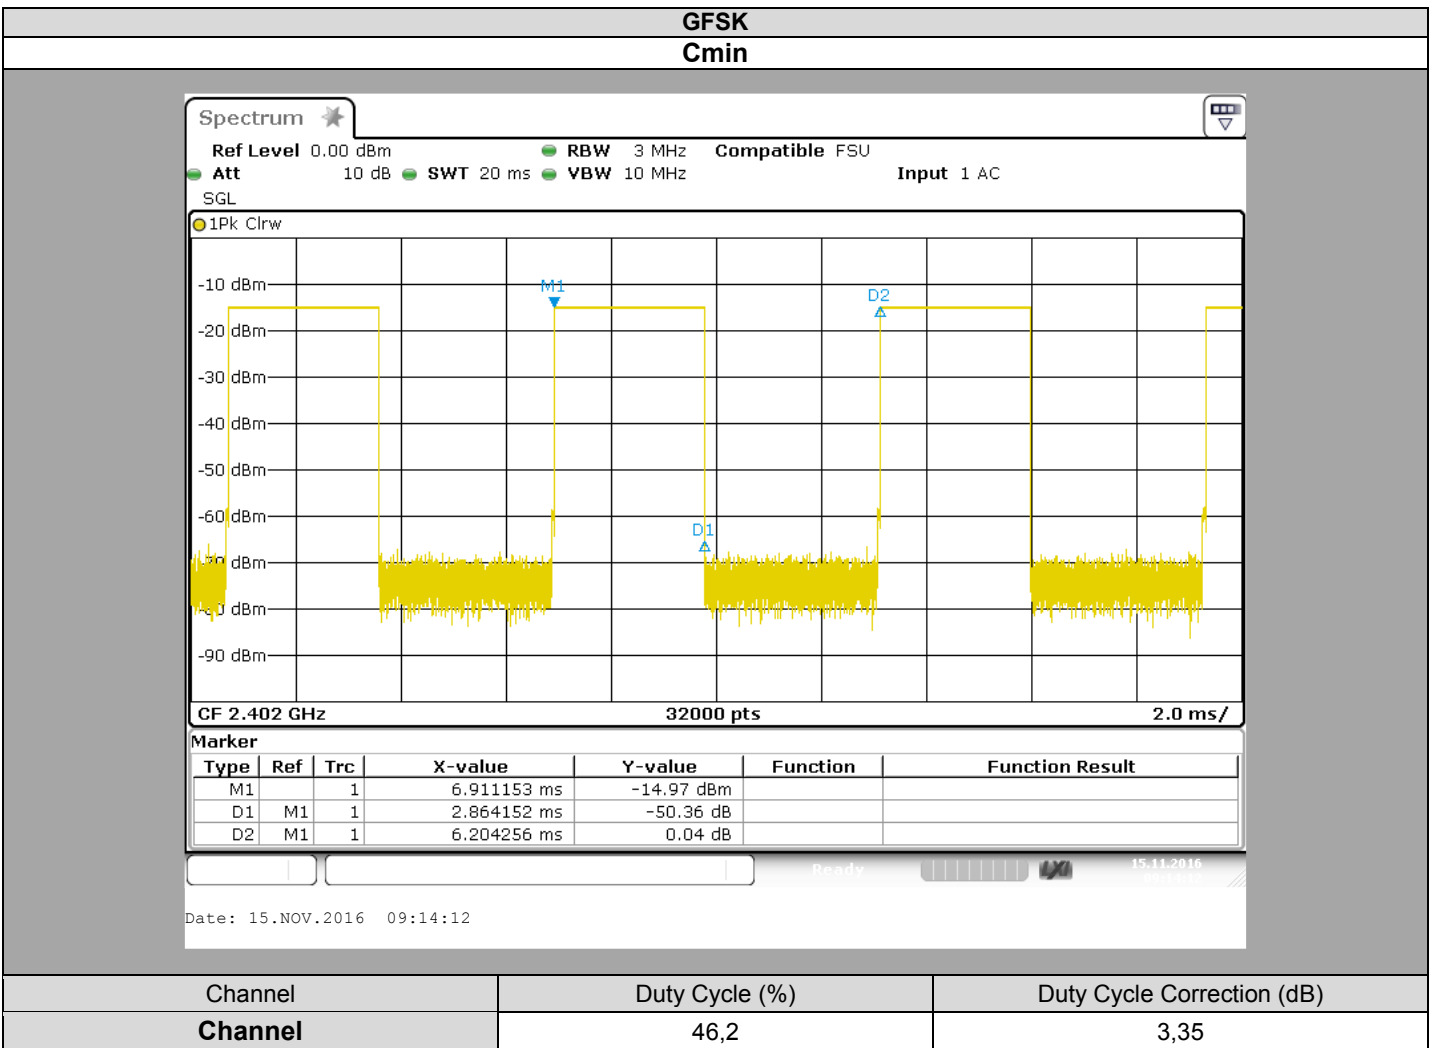 GFSK
Cmin
Spectrum
Ref Level 0.00 dBm RBW 3 MHz Compatible FSU
Att 10 dB SWT 20 ms VBW 10 MHz Input 1 AC
SGL
1Pk Clrw
-10 dBm
M1
D2
-20 dBm
-30 dBm
-40 dBm
-50 dBm
-60 dBm
D1
-70 dBm
-80 dBm
-90 dBm
CF 2.402 GHz 32000 pts 2.0 ms/
Marker
Type Ref Trc X-value Y-value Function Function Result
M1 1 6.911153 ms -14.97 dBm
D1 M1 1 2.864152 ms -50.36 dB
D2 M1 1 6.204256 ms 0.04 dB
Ready LXI 15.11.2016
Date: 15.NOV.2016 09:14:12
Channel Duty Cycle (%) Duty Cycle Correction (dB)
Channel 46,2 3,35